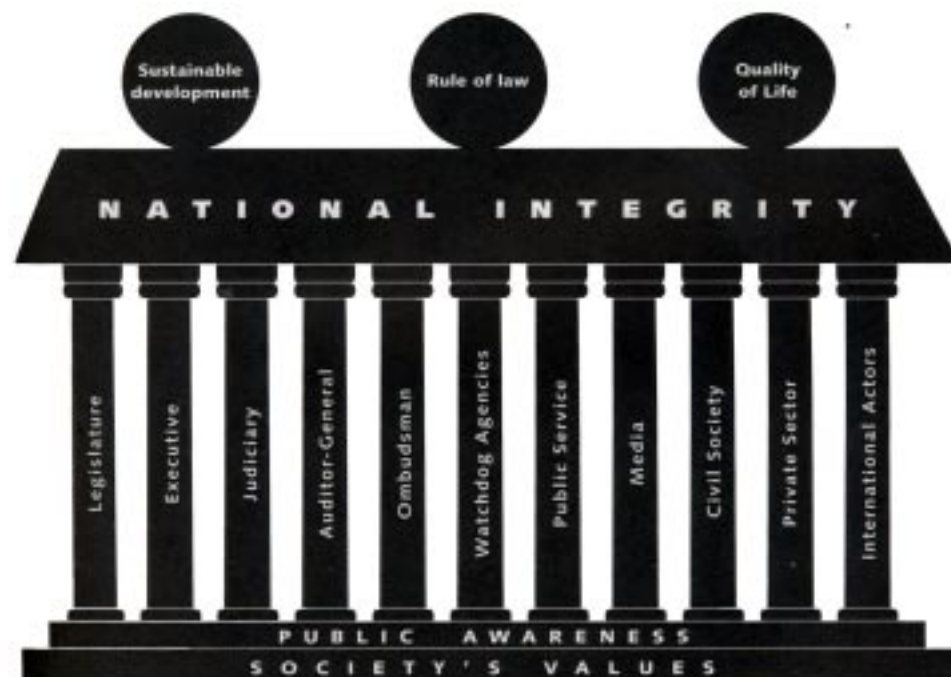 Sustainable
development
Rule of law
Quality
of Life
NATIONAL INTEGRITY
Legislature
Executive
Judiciary
Auditor-General
Ombudsman
Watchdog Agencies
Public Service
Media
Civil Society
Private Sector
International Actors
PUBLIC AWARENESS
SOCIETY'S VALUES